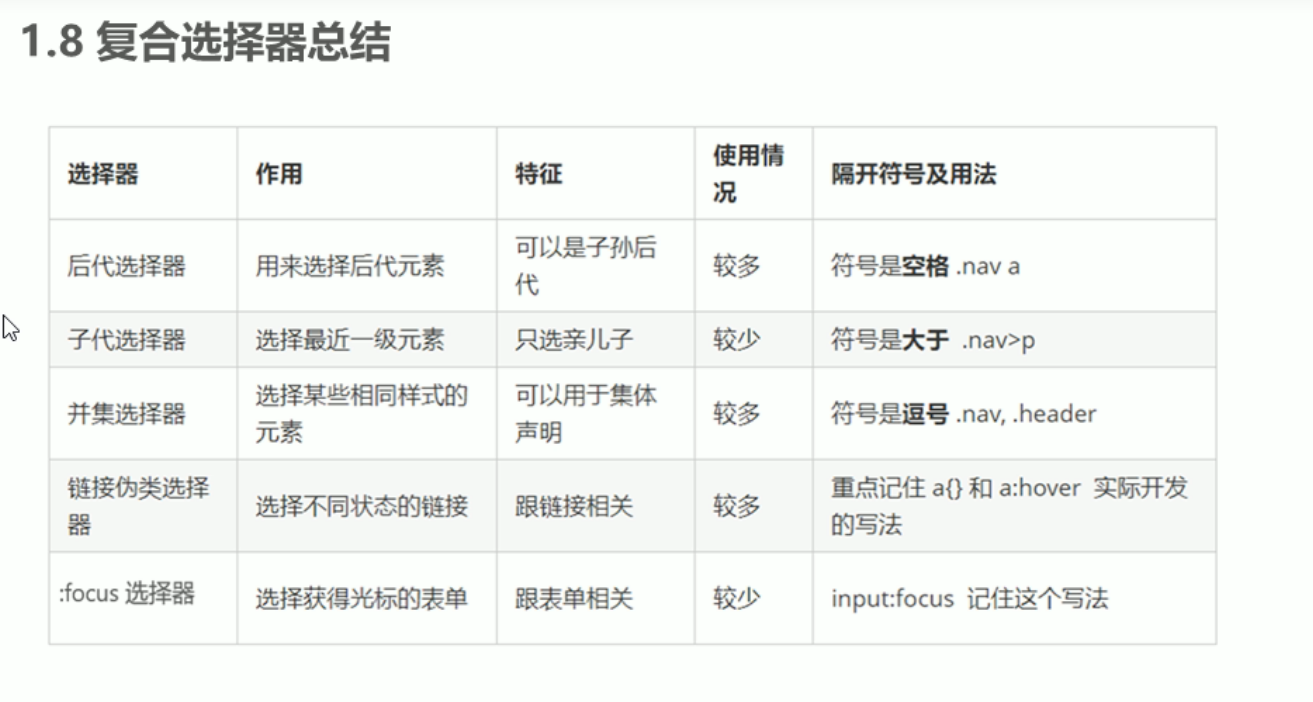 1.8 复合选择器总结
选择器 作用 特征 使用情
况 隔开符号及用法
后代选择器 用来选择后代元素 可以是子孙后
代 较多 符号是空格 .nav a
子代选择器 选择最近一级元素 只选亲儿子 较少 符号是大于 .nav>p
并集选择器 选择某些相同样式的
元素 可以用于集体
声明 较多 符号是逗号 .nav, .header
链接伪类选择
器 选择不同状态的链接 跟链接相关 较多 重点记住 a{} 和 a:hover 实际开发
的写法
:focus 选择器 选择获得光标的表单 跟表单相关 较少 input:focus 记住这个写法